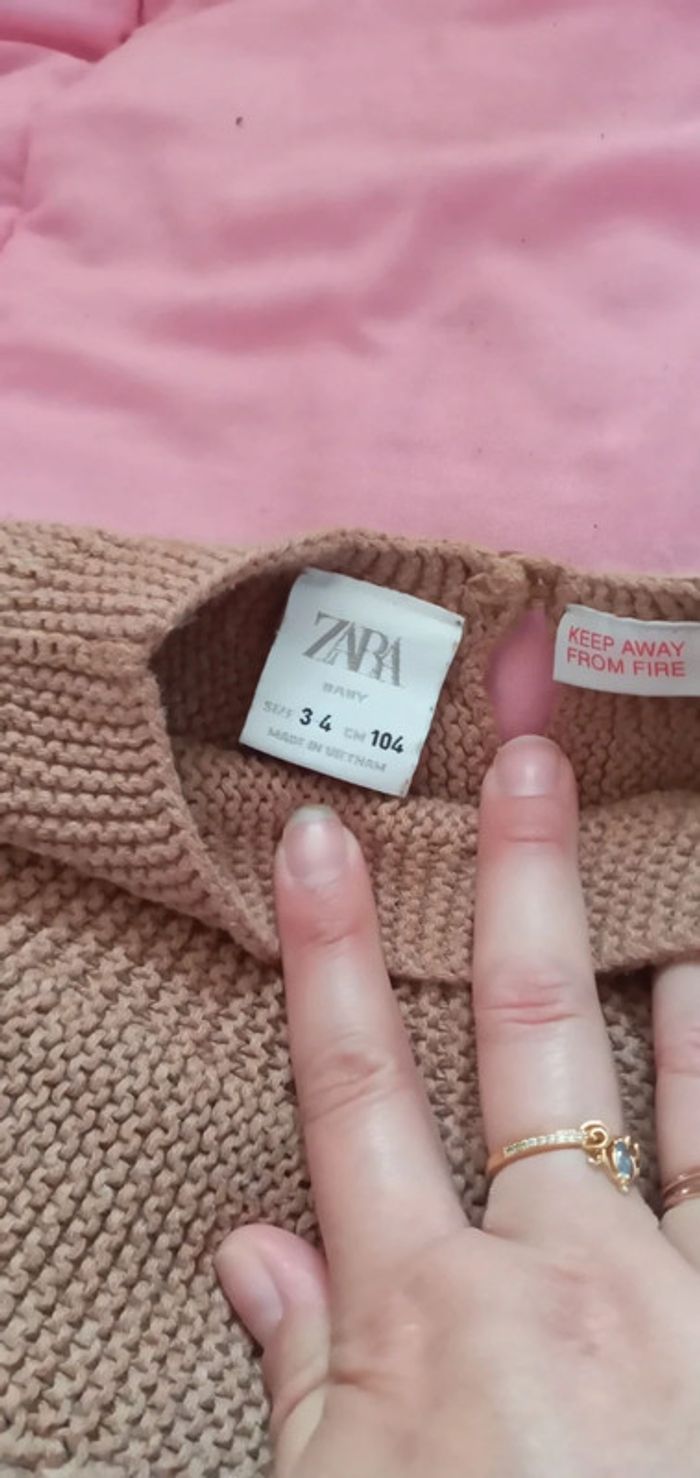 ZARA
BABY
SIZE 3 4 CM 104
MADE IN VIETNAM
KEEP AWAY
FROM FIRE